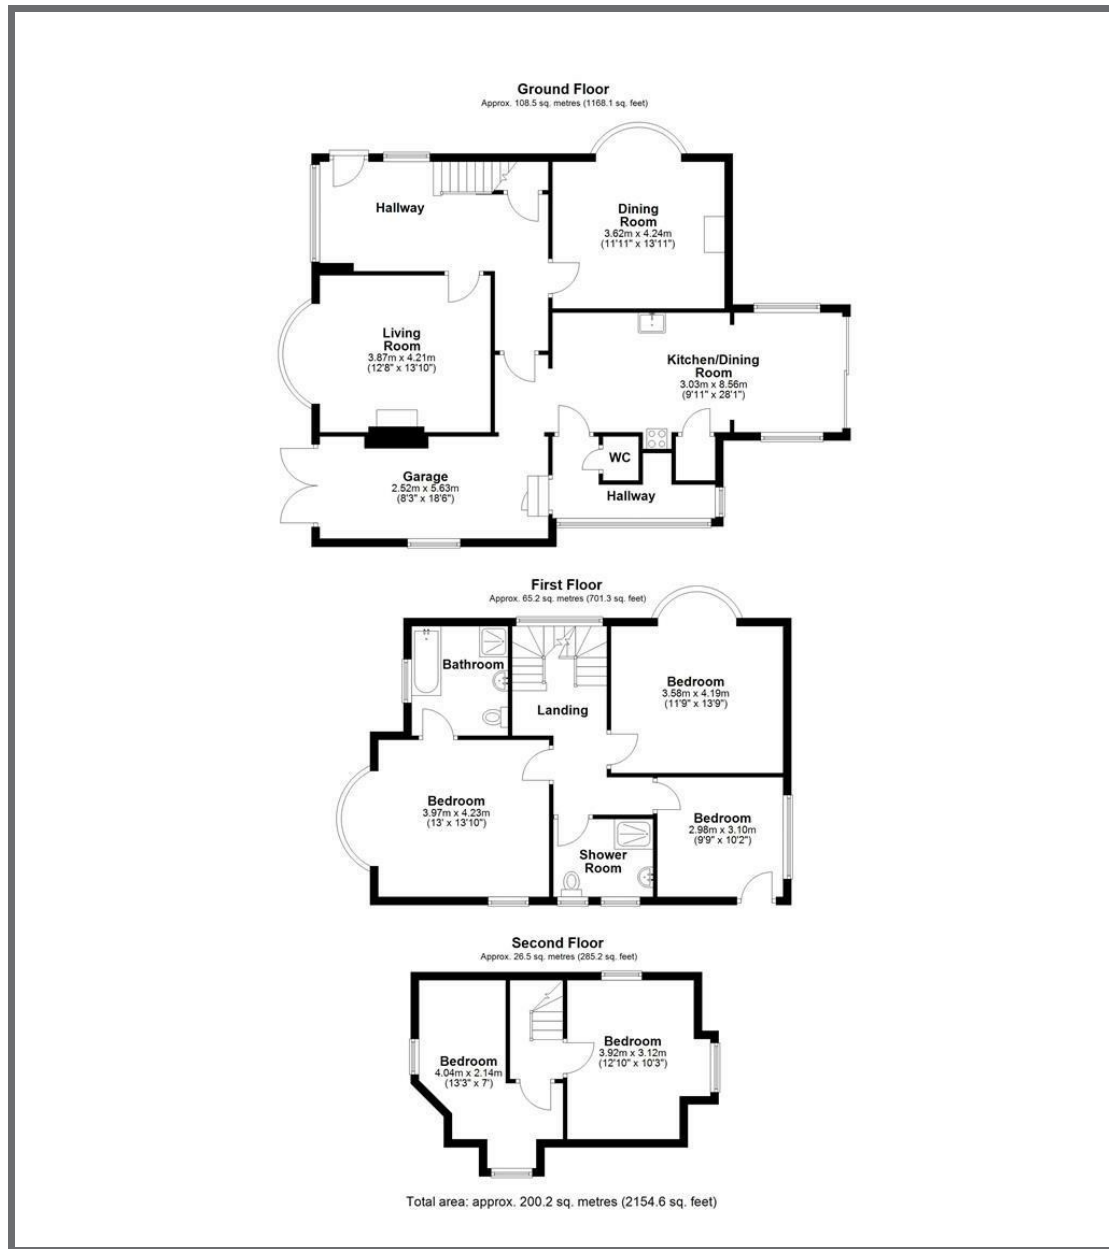 Ground Floor
Approx. 108.5 sq. metres (1168.1 sq. feet)
Hallway
Dining
Room
3.62m x 4.24m
(11'11" x 13'11")
Living
Room
3.87m x 4.21m
(12'8" x 13'10")
Kitchen/Dining
Room
3.03m x 8.56m
(9'11" x 28'1")
WC
Garage
2.52m x 5.63m
(8'3" x 18'6")
Hallway
First Floor
Approx. 65.2 sq. metres (701.3 sq. feet)
Bathroom
Landing
Bedroom
3.58m x 4.19m
(11'9" x 13'9")
Bedroom
3.97m x 4.23m
(13' x 13'10")
Bedroom
2.98m x 3.10m
(9'9" x 10'2")
Shower
Room
Second Floor
Approx. 26.5 sq. metres (285.2 sq. feet)
Bedroom
4.04m x 2.14m
(13'3" x 7')
Bedroom
3.92m x 3.12m
(12'10" x 10'3")
Total area: approx. 200.2 sq. metres (2154.6 sq. feet)